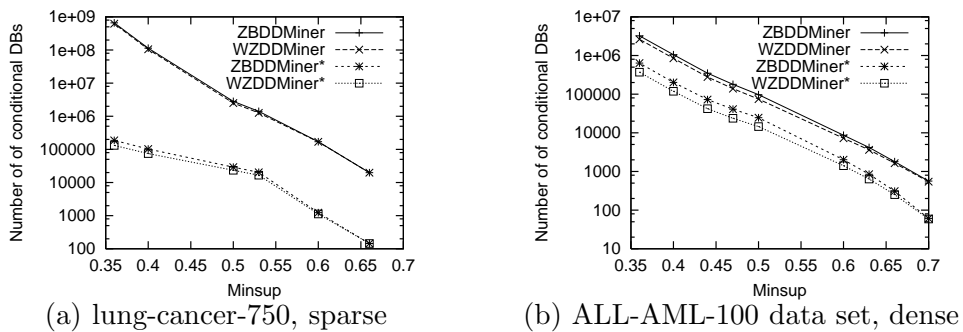 Number of of conditional DBs
1e+09
1e+08
1e+07
1e+06
100000
10000
1000
100
0.35 0.4 0.45 0.5 0.55 0.6 0.65 0.7
Minsup
ZBDDMiner
WZDDMiner
ZBDDMiner*
WZDDMiner*
(a) lung-cancer-750, sparse
Number of of conditional DBs
1e+07
1e+06
100000
10000
1000
100
10
0.35 0.4 0.45 0.5 0.55 0.6 0.65 0.7
Minsup
ZBDDMiner
WZDDMiner
ZBDDMiner*
WZDDMiner*
(b) ALL-AML-100 data set, dense